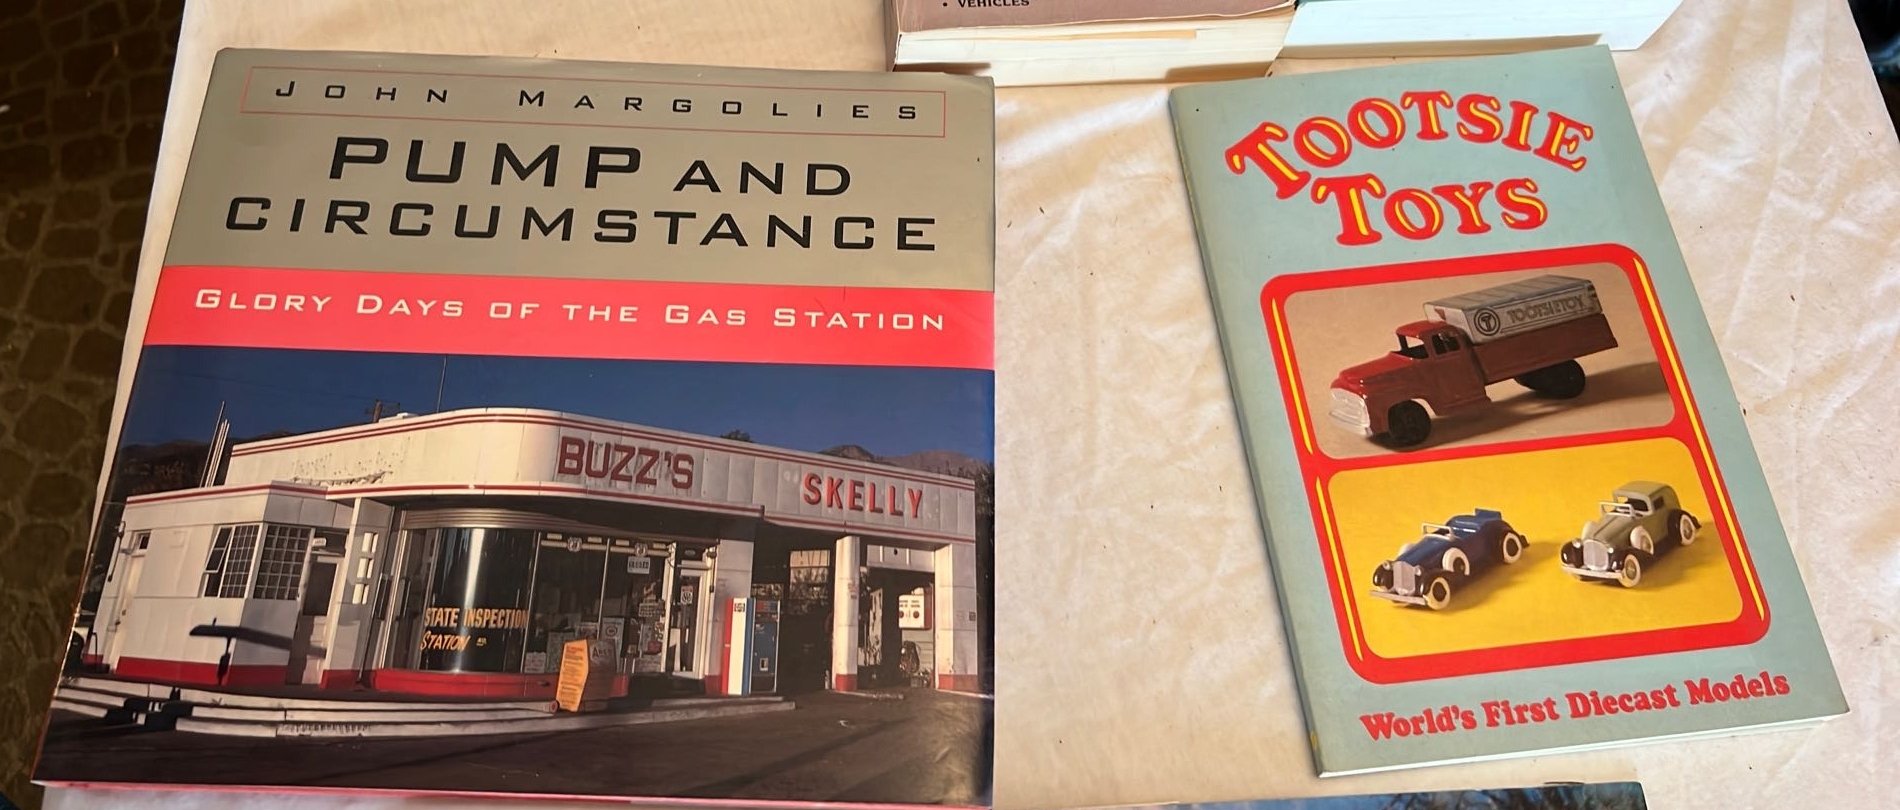 • VEHICLES
JOHN MARGOLIES
PUMP AND
CIRCUMSTANCE
GLORY DAYS OF THE GAS STATION
BUZZ'S
SKELLY
STATE INSPECTION
STATION
TOOTSIE
TOYS
TOOTSIETOY
World's First Diecast Models